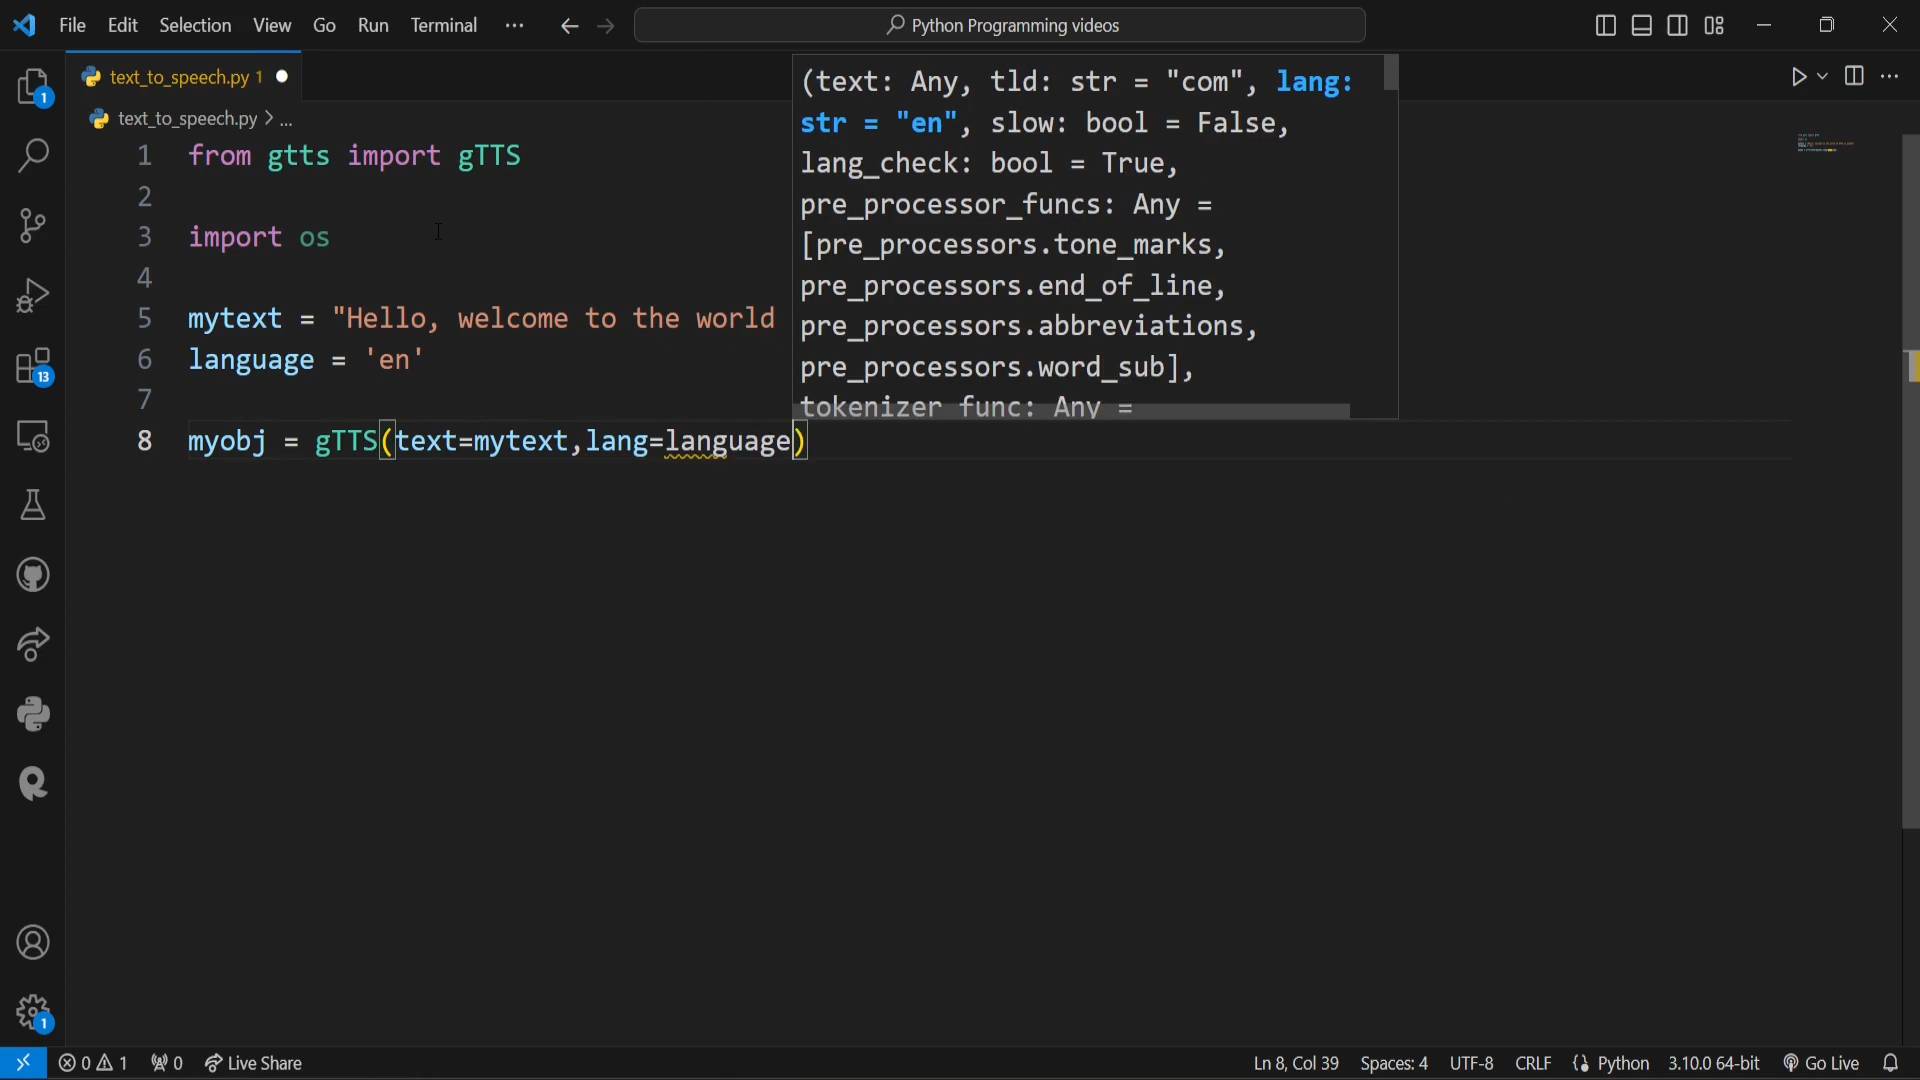 File Edit Selection View Go Run Terminal ···
Python Programming videos
text_to_speech.py 1
text_to_speech.py > ...
1 from gtts import gTTS
2
3 import os
4
5 mytext = "Hello, welcome to the world
6 language = 'en'
7
8 myobj = gTTS(text=mytext,lang=language)
(text: Any, tld: str = "com", lang:
str = "en", slow: bool = False,
lang_check: bool = True,
pre_processor_funcs: Any =
[pre_processors.tone_marks,
pre_processors.end_of_line,
pre_processors.abbreviations,
pre_processors.word_sub],
tokenizer_func: Any =
1
13
1
0 1 0 Live Share
Ln 8, Col 39 Spaces: 4 UTF-8 CRLF Python 3.10.0 64-bit Go Live